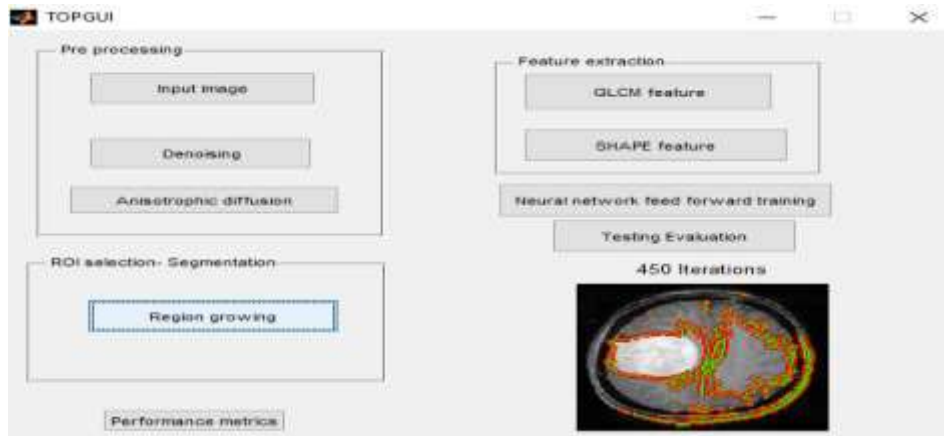 TOPGUI
Pre processing
Input image
Denoising
Anisotrophic diffusion
ROI selection- Segmentation
Region growing
Performance metrics
Feature extraction
GLCM feature
SHAPE feature
Neural network feed forward training
Testing Evaluation
450 Iterations